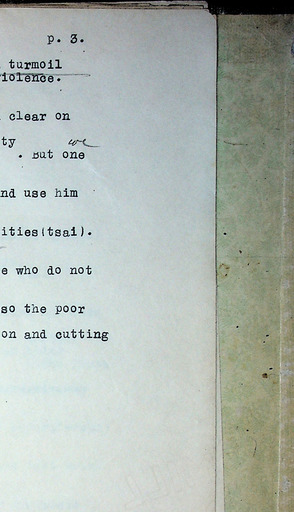 p. 3.
turmoil
iolence.
clear on
ty we
. But one
nd use him
ities(tsai).
e who do not
so the poor
on and cutting